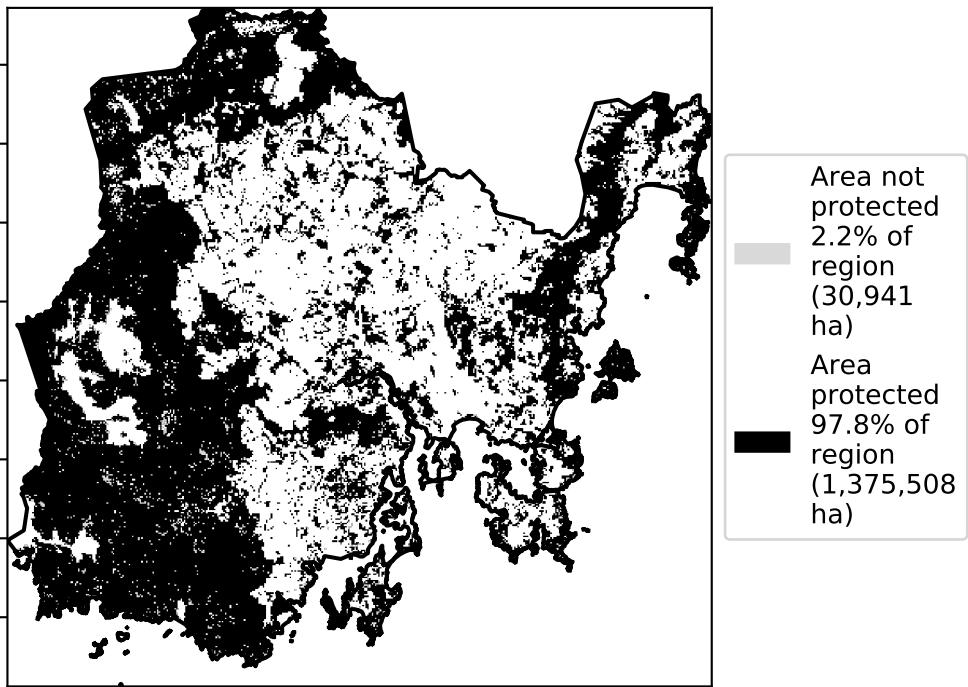 Area not
protected
2.2% of
region
(30,941
ha)
Area
protected
97.8% of
region
(1,375,508
ha)